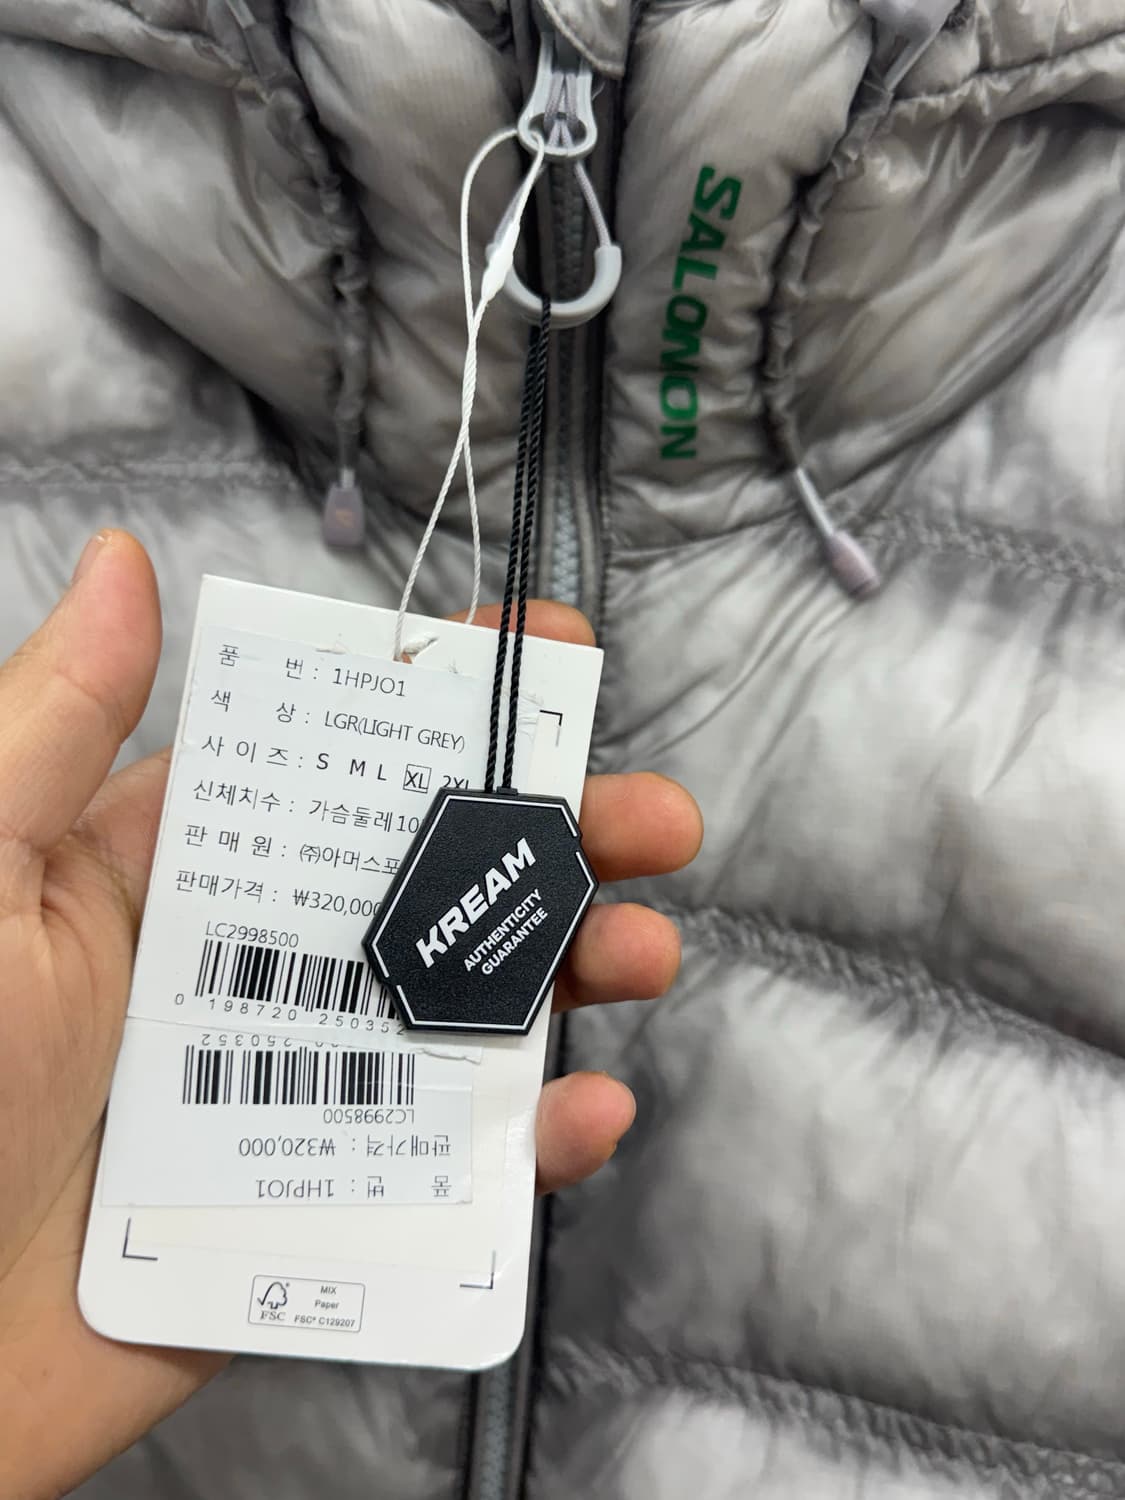 SALOMON
품 번 : 1HPJO1
색 상 : LGR(LIGHT GREY)
사 이 즈 : S M L XL 2XL
신체치수 : 가슴둘레
판 매 원 : ㈜아머스포
판매가격 : ₩320,000
LC2998500
0 198720 250352
KREAM
AUTHENTICITY
GUARANTEE
250352
LC2998500
판매가격 : ₩320,000
품 번 : 1HPJO1
FSC
MIX
Paper
FSC® C129207